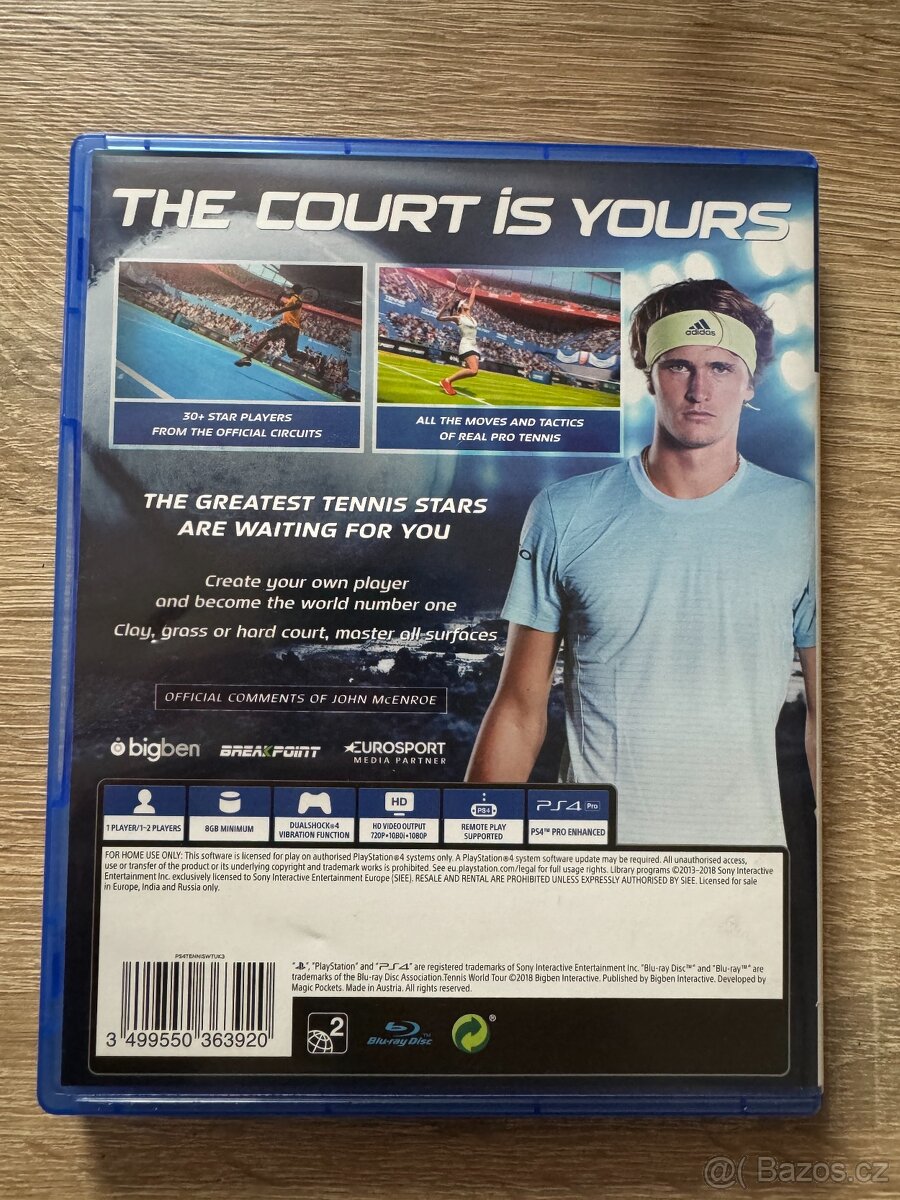 THE COURT iS YOURS
adidas
30+ STAR PLAYERS
FROM THE OFFICIAL CIRCUITS
ALL THE MOVES AND TACTICS
OF REAL PRO TENNIS
THE GREATEST TENNIS STARS
ARE WAITING FOR YOU
Create your own player
and become the world number one
Clay, grass or hard court, master all surfaces
OFFICIAL COMMENTS OF JOHN McENROE
bigben
BREAKPOINT
EUROSPORT
MEDIA PARTNER
HD
PS4
PS4 Pro
1 PLAYER/1-2 PLAYERS
8GB MINIMUM
DUALSHOCK®4
VIBRATION FUNCTION
HD VIDEO OUTPUT
720P•1080i•1080P
REMOTE PLAY
SUPPORTED
PS4™ PRO ENHANCED
FOR HOME USE ONLY: This software is licensed for play on authorised PlayStation®4 systems only. A PlayStation®4 system software update may be required. All unauthorised access,
use or transfer of the product or its underlying copyright and trademark works is prohibited. See eu.playstation.com/legal for full usage rights. Library programs ©2013-2018 Sony Interactive
Entertainment Inc. exclusively licensed to Sony Interactive Entertainment Europe (SIEE). RESALE AND RENTAL ARE PROHIBITED UNLESS EXPRESSLY AUTHORISED BY SIEE. Licensed for sale
in Europe, India and Russia only.
PS4TENNISWTUK3
3 499550 363920
", "PlayStation" and "PS4" are registered trademarks of Sony Interactive Entertainment Inc. "Blu-ray Disc™" and "Blu-ray™" are
trademarks of the Blu-ray Disc Association.Tennis World Tour ©2018 Bigben Interactive. Published by Bigben Interactive. Developed by
Magic Pockets. Made in Austria. All rights reserved.
2
Blu-ray Disc™
®
@( Bazos.cz